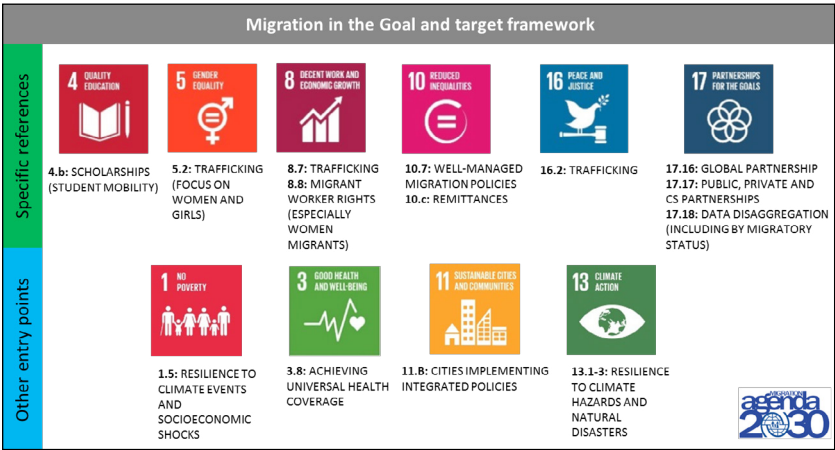 Migration in the Goal and target framework
Specific references
4 QUALITY
EDUCATION
4.b: SCHOLARSHIPS
(STUDENT MOBILITY)
5 GENDER
EQUALITY
5.2: TRAFFICKING
(FOCUS ON
WOMEN AND
GIRLS)
8 DECENT WORK AND
ECONOMIC GROWTH
8.7: TRAFFICKING
8.8: MIGRANT
WORKER RIGHTS
(ESPECIALLY
WOMEN
MIGRANTS)
10 REDUCED
INEQUALITIES
10.7: WELL-MANAGED
MIGRATION POLICIES
10.c: REMITTANCES
16 PEACE AND
JUSTICE
16.2: TRAFFICKING
17 PARTNERSHIPS
FOR THE GOALS
17.16: GLOBAL PARTNERSHIP
17.17: PUBLIC, PRIVATE AND
CS PARTNERSHIPS
17.18: DATA DISAGGREGATION
(INCLUDING BY MIGRATORY
STATUS)
Other entry points
1 NO
POVERTY
1.5: RESILIENCE TO
CLIMATE EVENTS
AND
SOCIOECONOMIC
SHOCKS
3 GOOD HEALTH
AND WELL-BEING
3.8: ACHIEVING
UNIVERSAL HEALTH
COVERAGE
11 SUSTAINABLE CITIES
AND COMMUNITIES
11.B: CITIES IMPLEMENTING
INTEGRATED POLICIES
13 CLIMATE
ACTION
13.1-3: RESILIENCE
TO CLIMATE
HAZARDS AND
NATURAL
DISASTERS
MIGRATION
agenda
2030